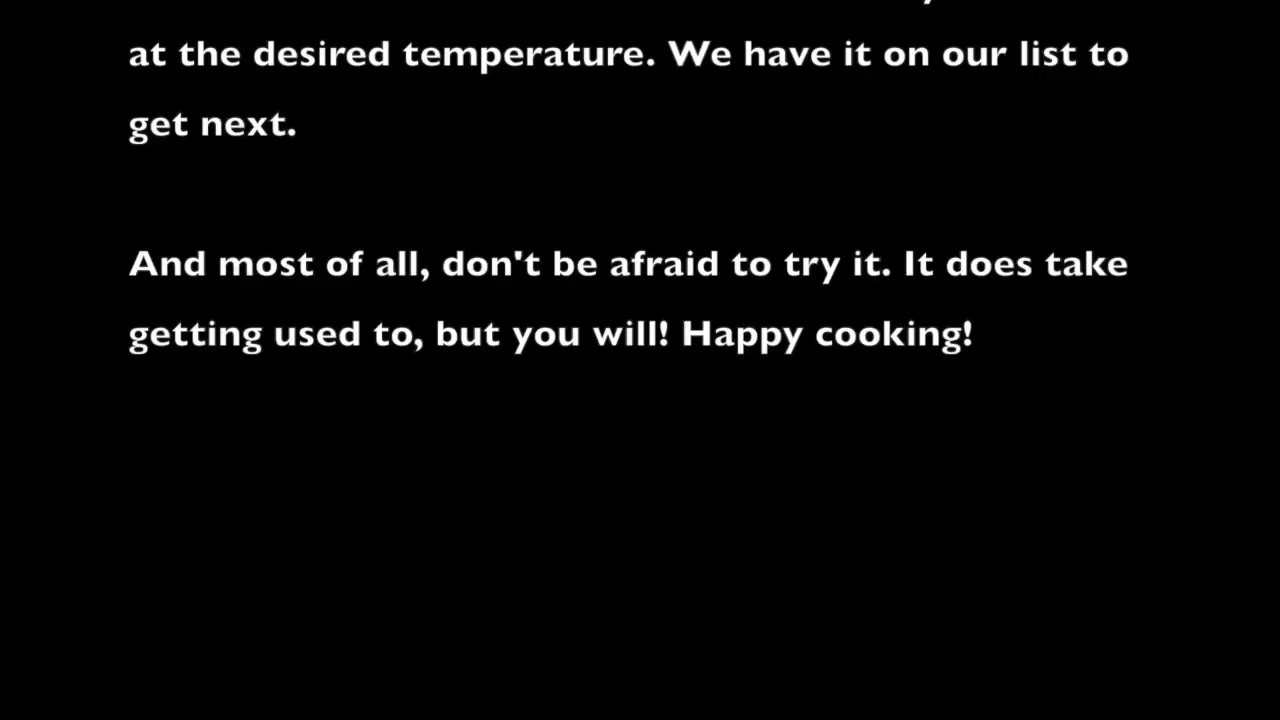 at the desired temperature. We have it on our list to
get next.
And most of all, don't be afraid to try it. It does take
getting used to, but you will! Happy cooking!